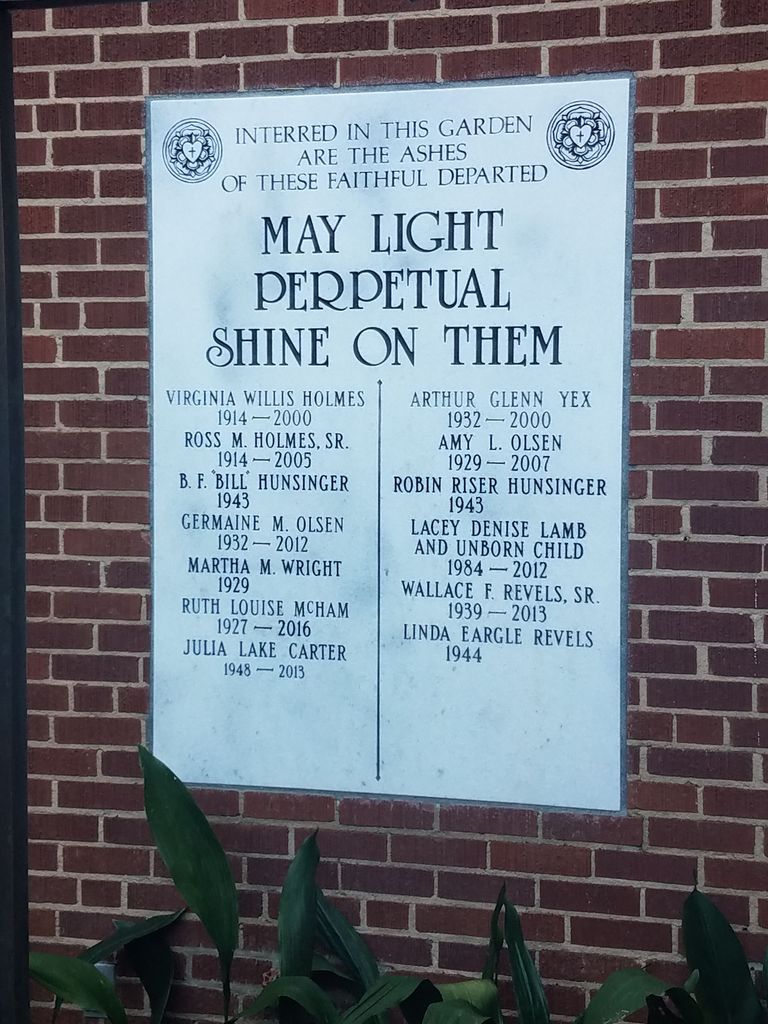 INTERRED IN THIS GARDEN
ARE THE ASHES
OF THESE FAITHFUL DEPARTED
MAY LIGHT
PERPETUAL
SHINE ON THEM
VIRGINIA WILLIS HOLMES
1914 — 2000
ROSS M. HOLMES, SR.
1914 — 2005
B. F. "BILL" HUNSINGER
1943
GERMAINE M. OLSEN
1932 — 2012
MARTHA M. WRIGHT
1929
RUTH LOUISE McHAM
1927 — 2016
JULIA LAKE CARTER
1948 — 2013
ARTHUR GLENN YEX
1932 — 2000
AMY L. OLSEN
1929 — 2007
ROBIN RISER HUNSINGER
1943
LACEY DENISE LAMB
AND UNBORN CHILD
1984 — 2012
WALLACE F. REVELS, SR.
1939 — 2013
LINDA EARGLE REVELS
1944